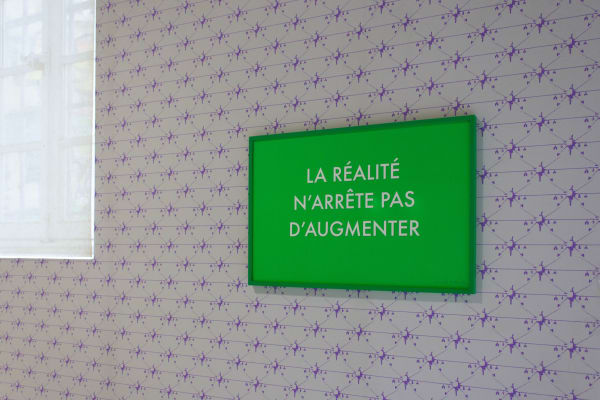 LA RÉALITÉ
N'ARRÊTE PAS
D'AUGMENTER